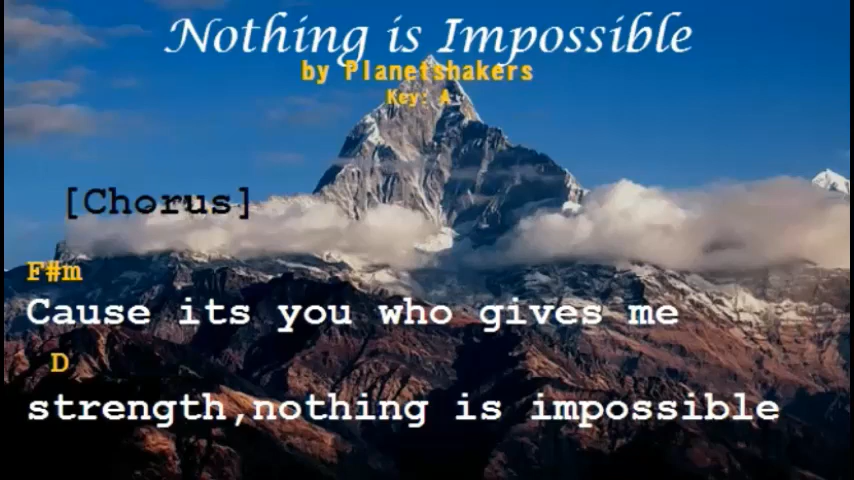 Nothing is Impossible
by Planetshakers
Key: A
[Chorus]
F#m
Cause its you who gives me
D
strength,nothing is impossible